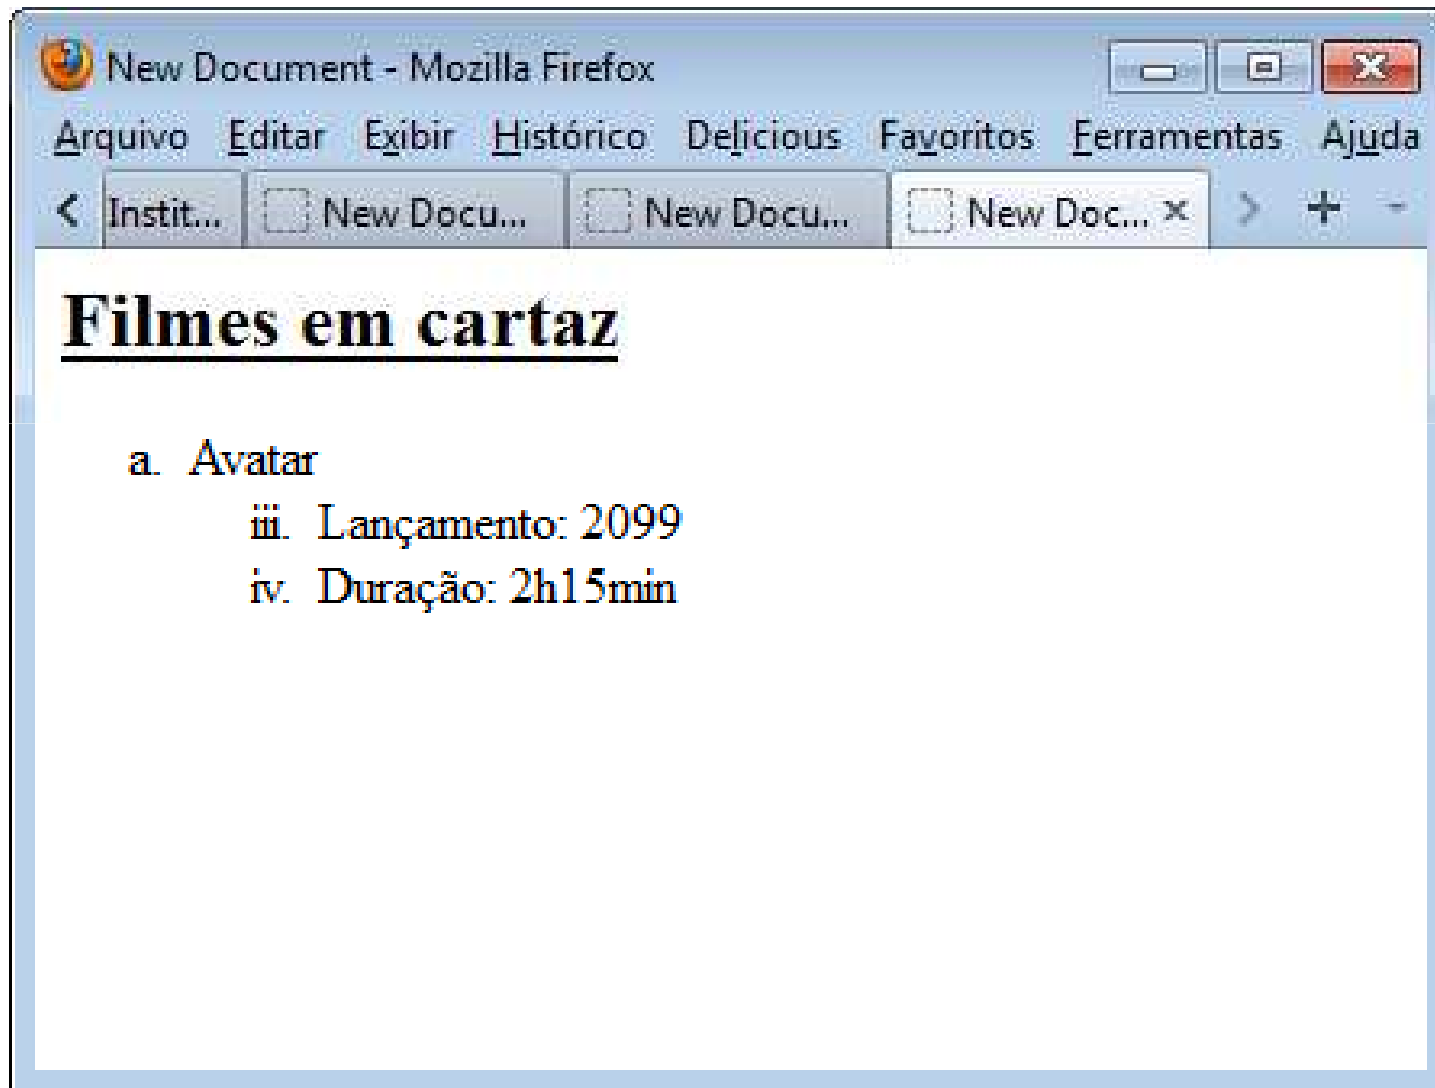 New Document - Mozilla Firefox
Arquivo Editar Exibir Histórico Delicious Favoritos Ferramentas Ajuda
Instit... New Docu... New Docu... New Doc...
Filmes em cartaz
a. Avatar
iii. Lançamento: 2099
iv. Duração: 2h15min